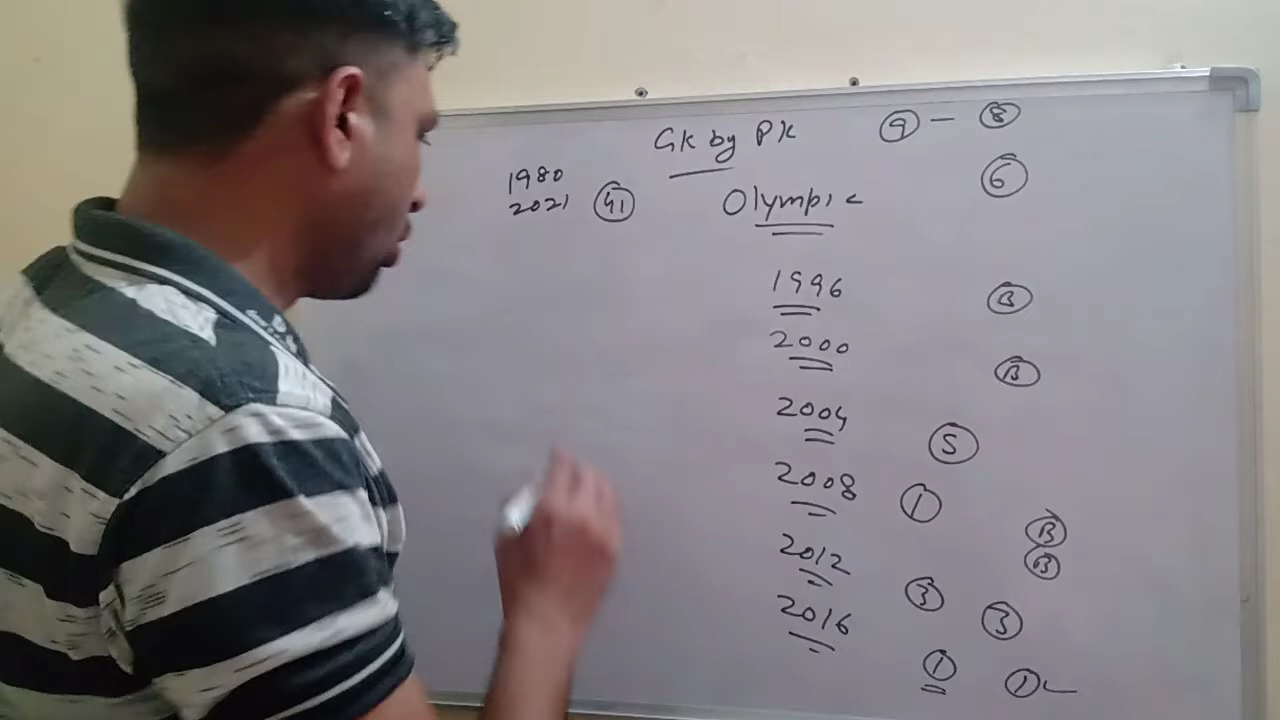 GK by PK 9 - 8
1980
2021 41 Olympic 6
1996 B
2000 B
2004 S
2008 1 B
B
2012 3 3
2016
1 1